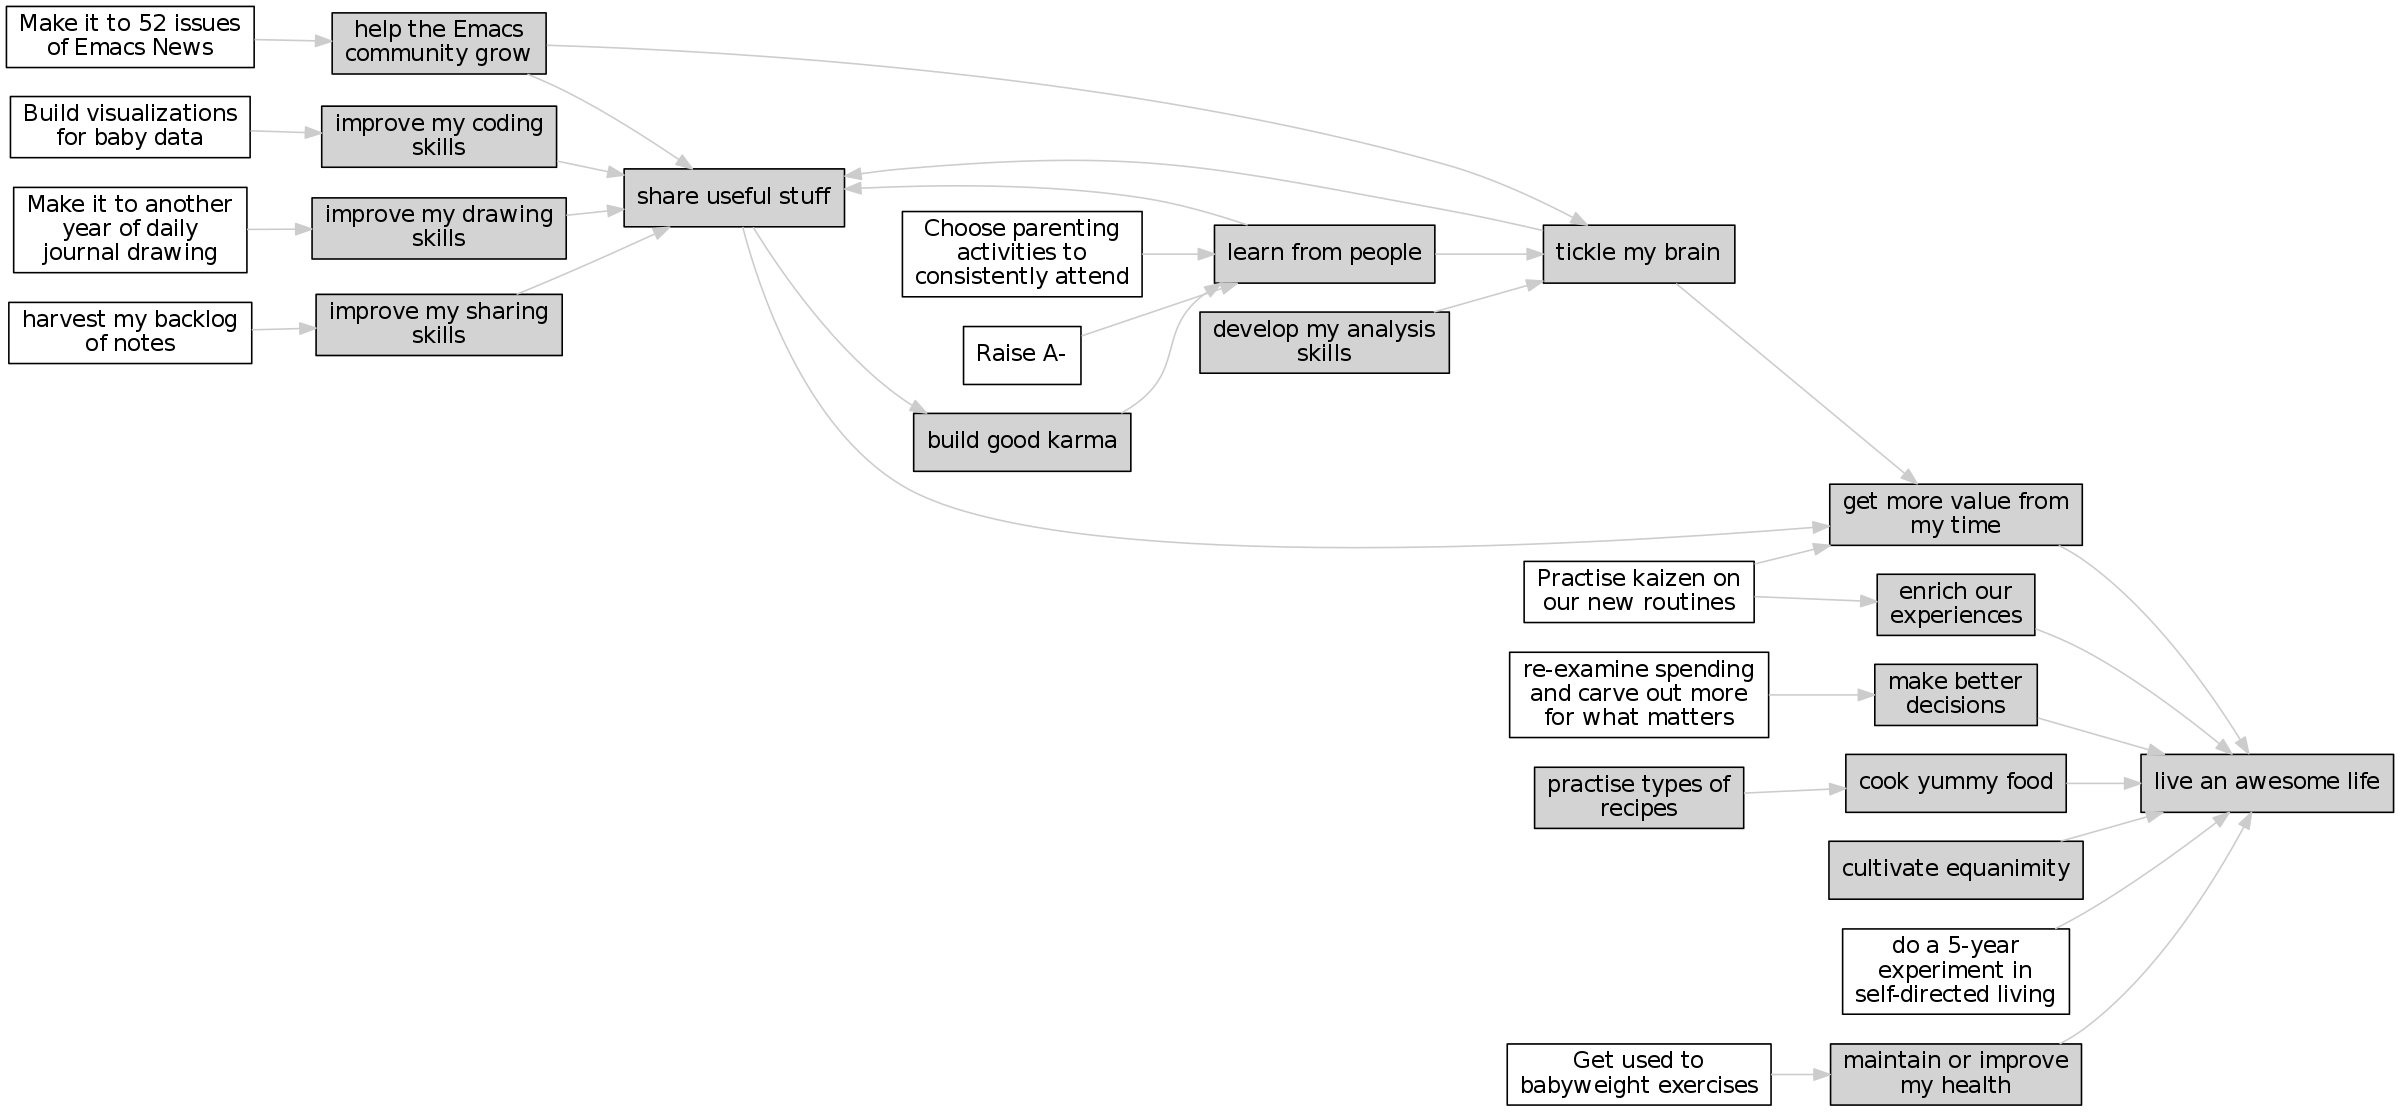 Make it to 52 issues
of Emacs News
help the Emacs
community grow
Build visualizations
for baby data
improve my coding
skills
Make it to another
year of daily
journal drawing
improve my drawing
skills
harvest my backlog
of notes
improve my sharing
skills
share useful stuff
Choose parenting
activities to
consistently attend
learn from people
tickle my brain
Raise A-
develop my analysis
skills
build good karma
get more value from
my time
Practise kaizen on
our new routines
enrich our
experiences
re-examine spending
and carve out more
for what matters
make better
decisions
practise types of
recipes
cook yummy food
live an awesome life
cultivate equanimity
do a 5-year
experiment in
self-directed living
Get used to
babyweight exercises
maintain or improve
my health